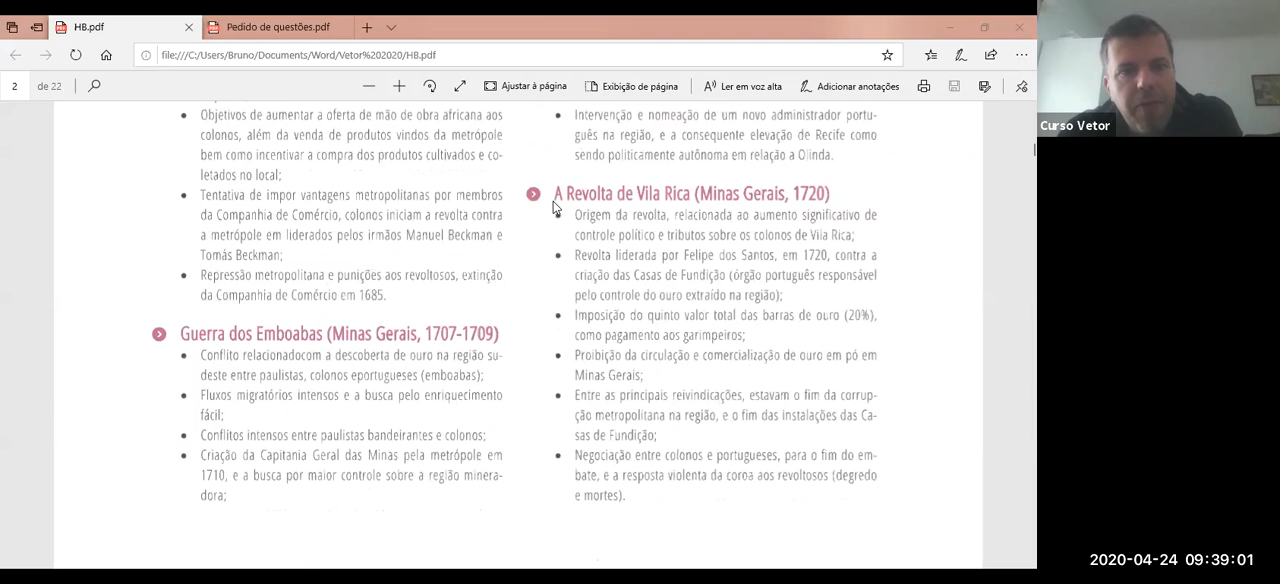 HB.pdf
Pedido de questões.pdf
file:///C:/Users/Bruno/Documents/Word/Vetor%202020/HB.pdf
2 de 22
Ajustar à página
Exibição de página
Ler em voz alta
Adicionar anotações
Curso Vetor
Objetivos de aumentar a oferta de mão de obra africana aos
colonos, além da venda de produtos vindos da metrópole
bem como incentivar a compra dos produtos cultivados e co-
letados no local;
Tentativa de impor vantagens metropolitanas por membros
da Companhia de Comércio, colonos iniciam a revolta contra
a metrópole em liderados pelos irmãos Manuel Beckman e
Tomás Beckman;
Repressão metropolitana e punições aos revoltosos, extinção
da Companhia de Comércio em 1685.
Guerra dos Emboabas (Minas Gerais, 1707-1709)
Conflito relacionadocom a descoberta de ouro na região su-
deste entre paulistas, colonos eportugueses (emboabas);
Fluxos migratórios intensos e a busca pelo enriquecimento
fácil;
Conflitos intensos entre paulistas bandeirantes e colonos;
Criação da Capitania Geral das Minas pela metrópole em
1710, e a busca por maior controle sobre a região minera-
dora;
Intervenção e nomeação de um novo administrador portu-
guês na região, e a consequente elevação de Recife como
sendo politicamente autônoma em relação a Olinda.
A Revolta de Vila Rica (Minas Gerais, 1720)
Origem da revolta, relacionada ao aumento significativo de
controle político e tributos sobre os colonos de Vila Rica;
Revolta liderada por Felipe dos Santos, em 1720, contra a
criação das Casas de Fundição (órgão português responsável
pelo controle do ouro extraído na região);
Imposição do quinto valor total das barras de ouro (20%),
como pagamento aos garimpeiros;
Proibição da circulação e comercialização de ouro em pó em
Minas Gerais;
Entre as principais reivindicações, estavam o fim da corrup-
ção metropolitana na região, e o fim das instalações das Ca-
sas de Fundição;
Negociação entre colonos e portugueses, para o fim do em-
bate, e a resposta violenta da coroa aos revoltosos (degredo
e mortes).
2020-04-24 09:39:01